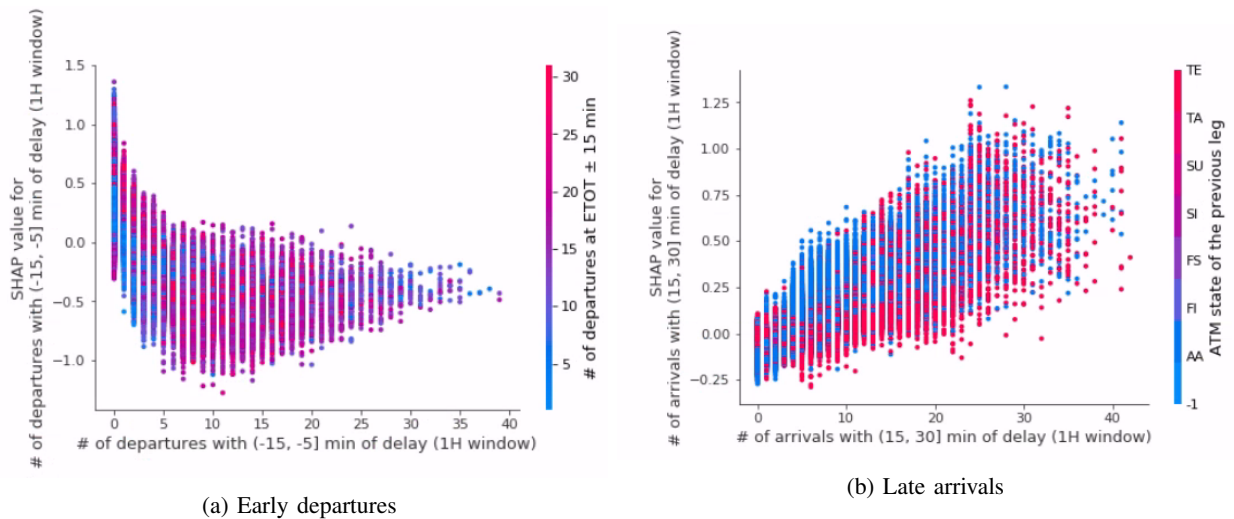 SHAP value for
# of departures with (-15, -5] min of delay (1H window)
1.5
1.0
0.5
0.0
−0.5
−1.0
0 5 10 15 20 25 30 35 40
# of departures with (-15, -5] min of delay (1H window)
30
25
20
15
10
5
# of departures at ETOT ± 15 min
(a) Early departures
SHAP value for
# of arrivals with (15, 30] min of delay (1H window)
1.25
1.00
0.75
0.50
0.25
0.00
−0.25
0 10 20 30 40
# of arrivals with (15, 30] min of delay (1H window)
TE
TA
SU
SI
FS
FI
AA
-1
ATM state of the previous leg
(b) Late arrivals